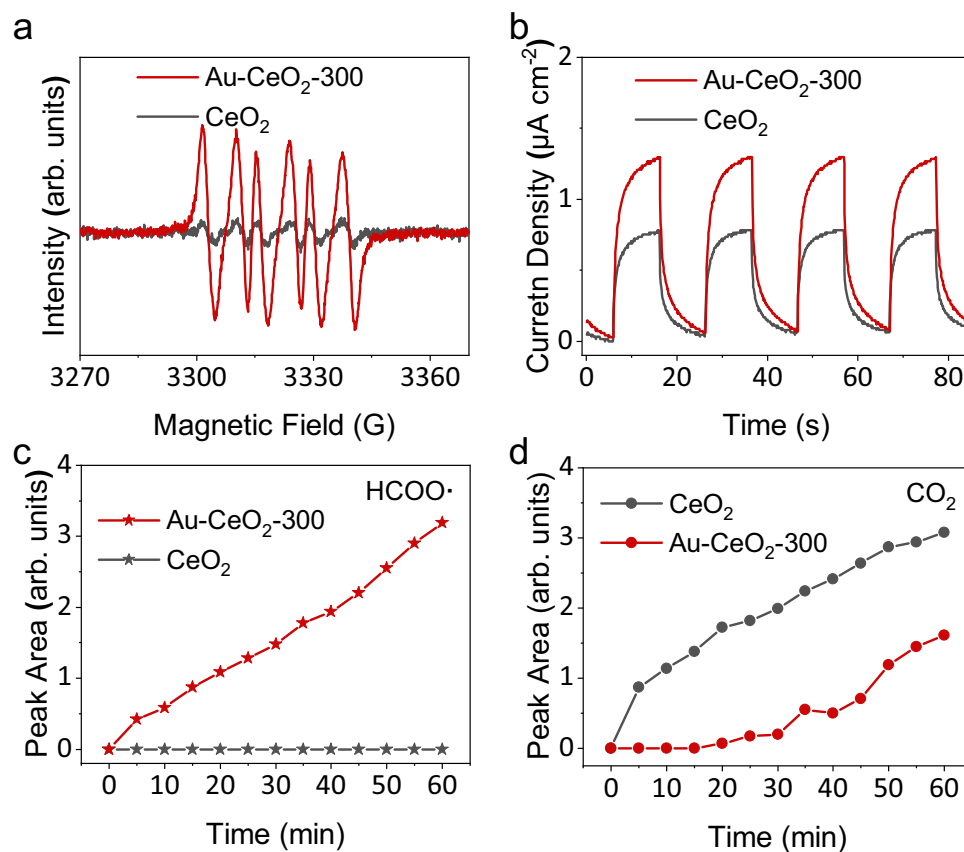 a
Au-CeO₂-300
CeO₂
Intensity (arb. units)
3270 3300 3330 3360
Magnetic Field (G)
b
Au-CeO₂-300
CeO₂
Curretn Density (μA cm⁻²)
2
1
0
0 20 40 60 80
Time (s)
c
HCOO·
Au-CeO₂-300
CeO₂
Peak Area (arb. units)
4
3
2
1
0
0 10 20 30 40 50 60
Time (min)
d
CO₂
CeO₂
Au-CeO₂-300
Peak Area (arb. units)
4
3
2
1
0
0 10 20 30 40 50 60
Time (min)